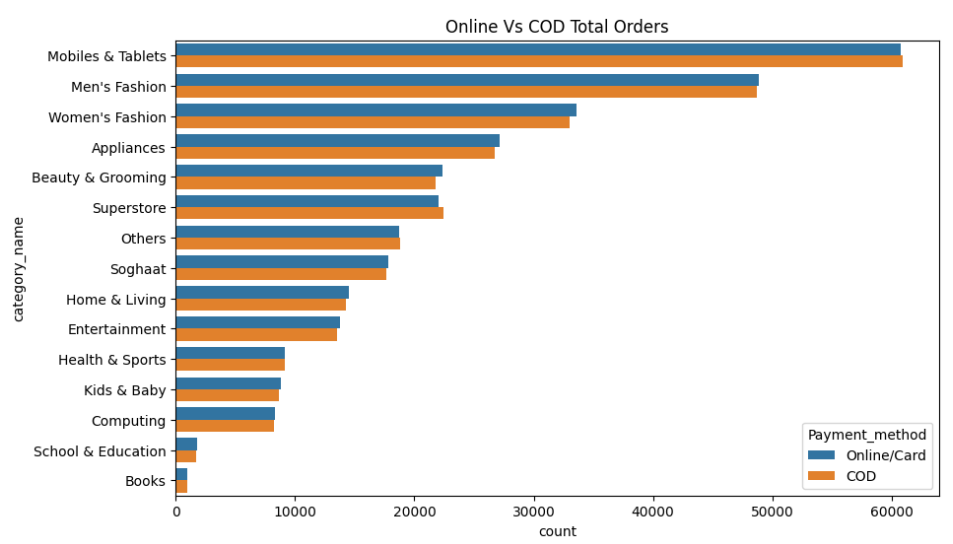 Online Vs COD Total Orders
category_name
Mobiles & Tablets
Men's Fashion
Women's Fashion
Appliances
Beauty & Grooming
Superstore
Others
Soghaat
Home & Living
Entertainment
Health & Sports
Kids & Baby
Computing
School & Education
Books
Payment_method
Online/Card
COD
0 10000 20000 30000 40000 50000 60000
count